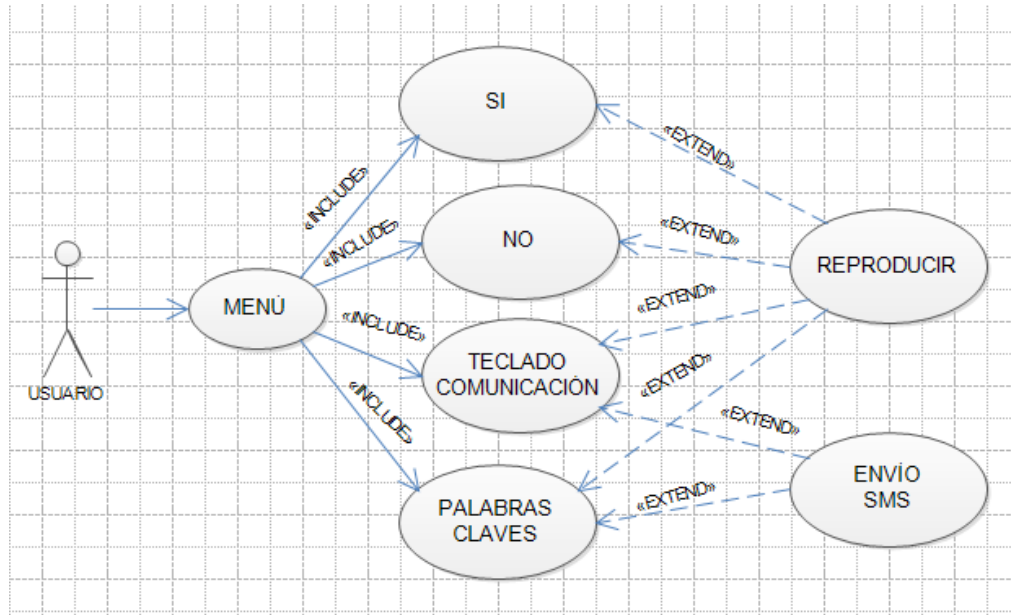 SI
«EXTEND»
«INCLUDE»
NO
«EXTEND»
«INCLUDE»
REPRODUCIR
MENÚ
«EXTEND»
«INCLUDE»
TECLADO
COMUNICACIÓN
USUARIO
«EXTEND»
«INCLUDE»
«EXTEND»
PALABRAS
CLAVES
«EXTEND»
ENVÍO
SMS